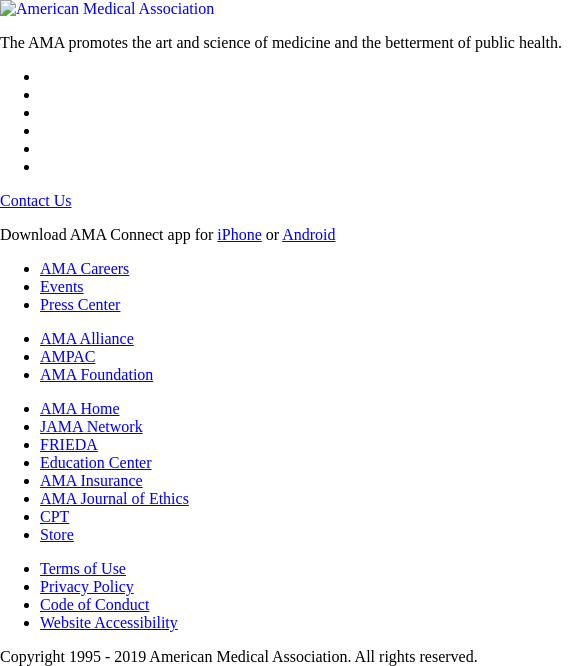 American Medical Association
The AMA promotes the art and science of medicine and the betterment of public health.
Contact Us
Download AMA Connect app for iPhone or Android
AMA Careers
Events
Press Center
AMA Alliance
AMPAC
AMA Foundation
AMA Home
JAMA Network
FRIEDA
Education Center
AMA Insurance
AMA Journal of Ethics
CPT
Store
Terms of Use
Privacy Policy
Code of Conduct
Website Accessibility
Copyright 1995 - 2019 American Medical Association. All rights reserved.